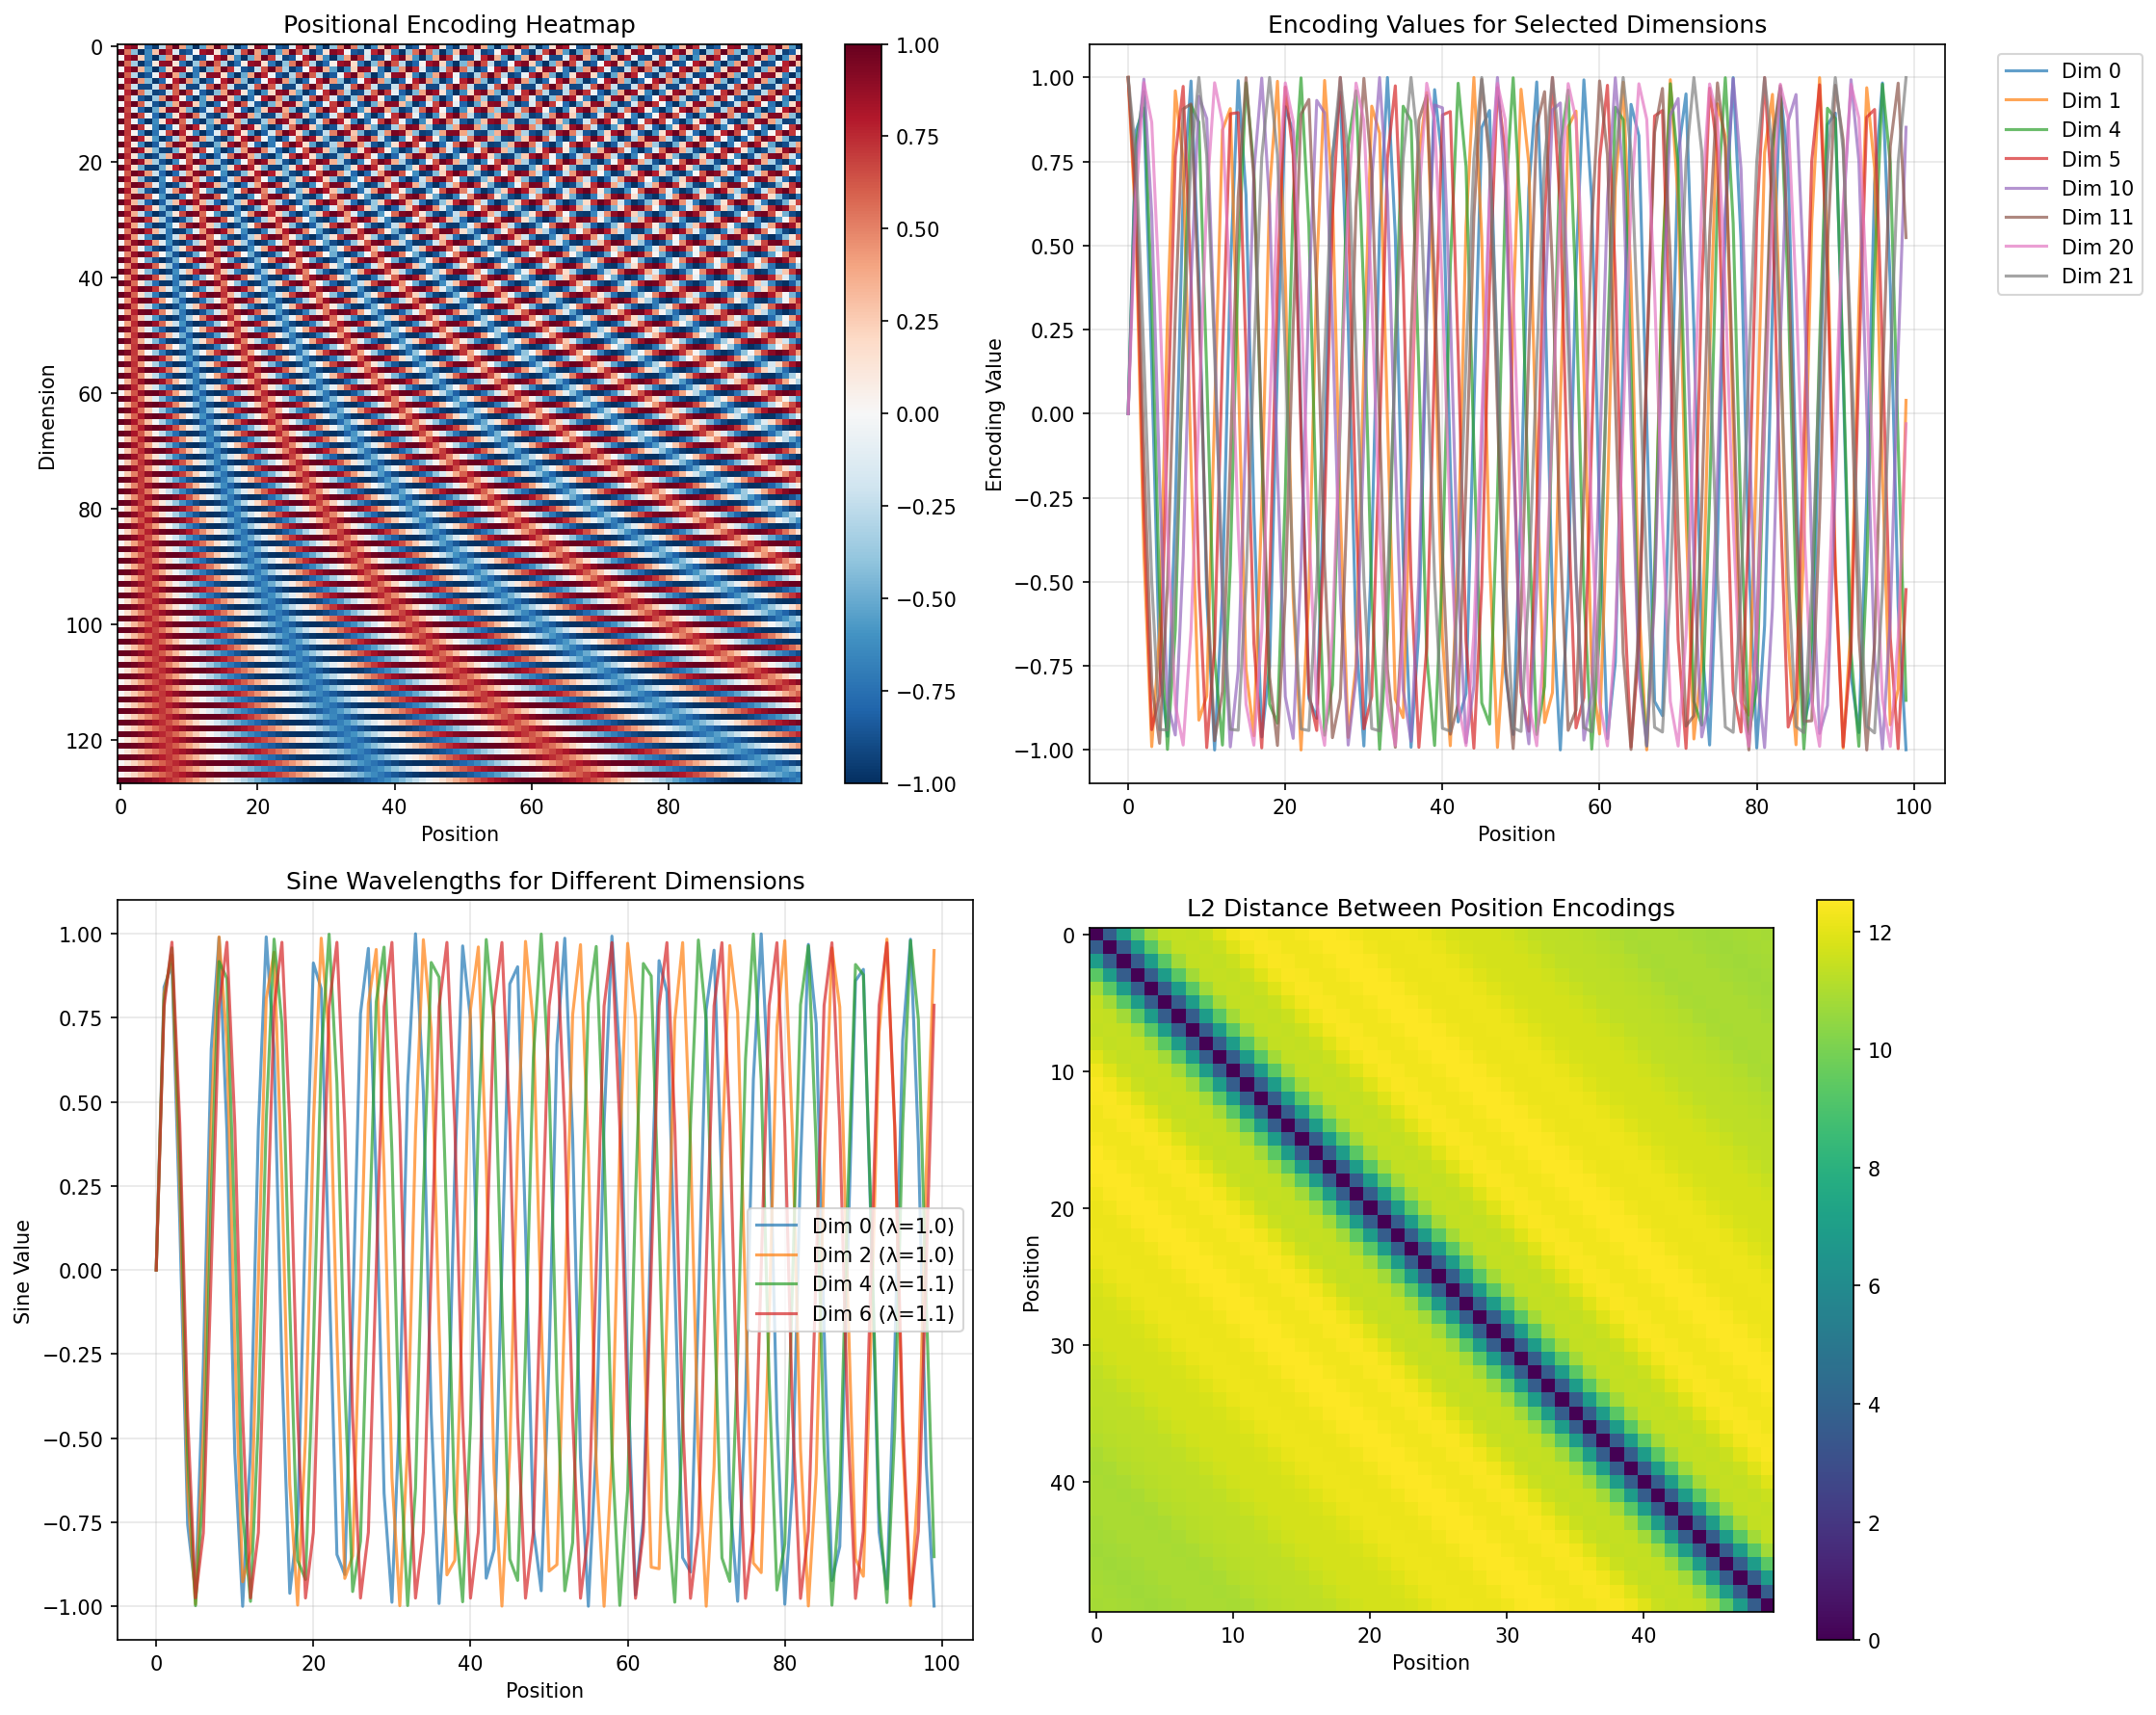 Positional Encoding Heatmap
0
20
40
60
80
100
120
Dimension
0 20 40 60 80
Position
1.00
0.75
0.50
0.25
0.00
−0.25
−0.50
−0.75
−1.00
Encoding Values for Selected Dimensions
1.00
0.75
0.50
0.25
0.00
−0.25
−0.50
−0.75
−1.00
Encoding Value
0 20 40 60 80 100
Position
Dim 0
Dim 1
Dim 4
Dim 5
Dim 10
Dim 11
Dim 20
Dim 21
Sine Wavelengths for Different Dimensions
1.00
0.75
0.50
0.25
0.00
−0.25
−0.50
−0.75
−1.00
Sine Value
0 20 40 60 80 100
Position
Dim 0 (λ=1.0)
Dim 2 (λ=1.0)
Dim 4 (λ=1.1)
Dim 6 (λ=1.1)
L2 Distance Between Position Encodings
0
10
20
30
40
Position
0 10 20 30 40
Position
12
10
8
6
4
2
0